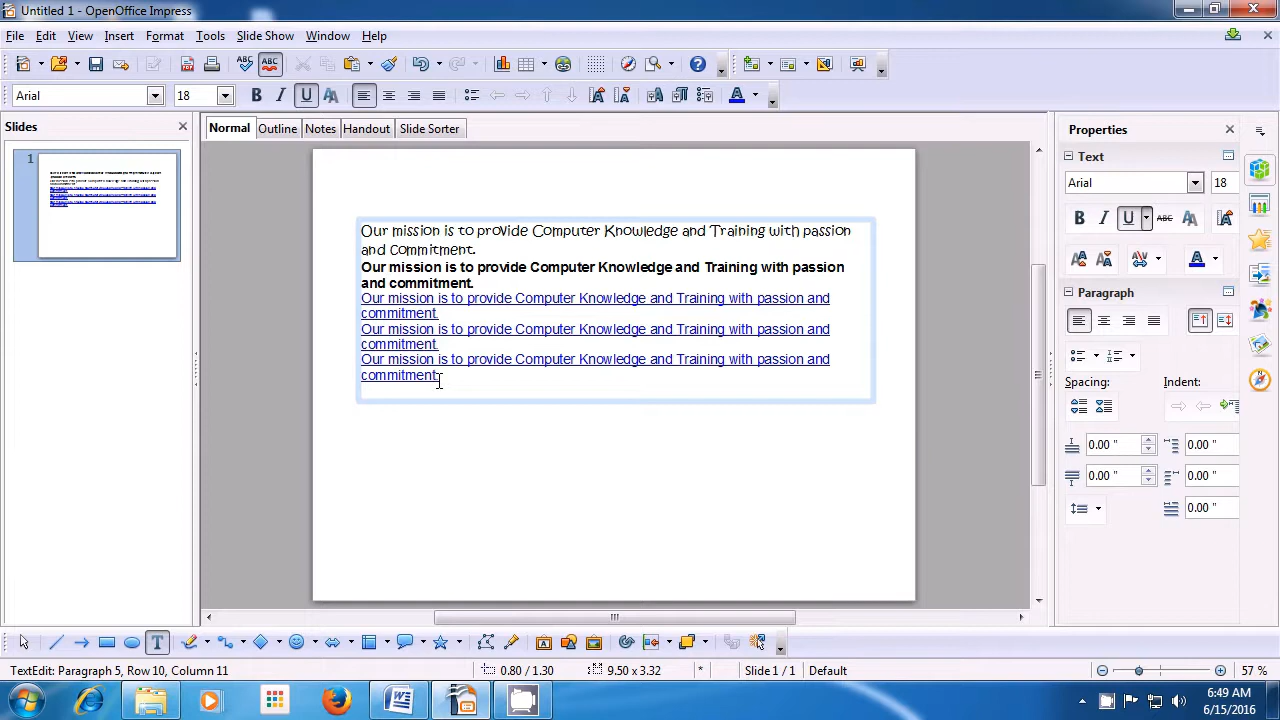 Untitled 1 - OpenOffice Impress
File Edit View Insert Format Tools Slide Show Window Help
Arial 18
Slides
Normal Outline Notes Handout Slide Sorter
Properties
1
Text
Arial 18
Our mission is to provide Computer Knowledge and Training with passion
and Commitment.
Our mission is to provide Computer Knowledge and Training with passion
and commitment.
Our mission is to provide Computer Knowledge and Training with passion and
commitment.
Our mission is to provide Computer Knowledge and Training with passion and
commitment.
Our mission is to provide Computer Knowledge and Training with passion and
commitment.
Paragraph
Spacing: Indent:
0.00 " 0.00 "
0.00 " 0.00 "
0.00 "
TextEdit: Paragraph 5, Row 10, Column 11 0.80 / 1.30 9.50 x 3.32 * Slide 1 / 1 Default 57 %
6:49 AM
6/15/2016